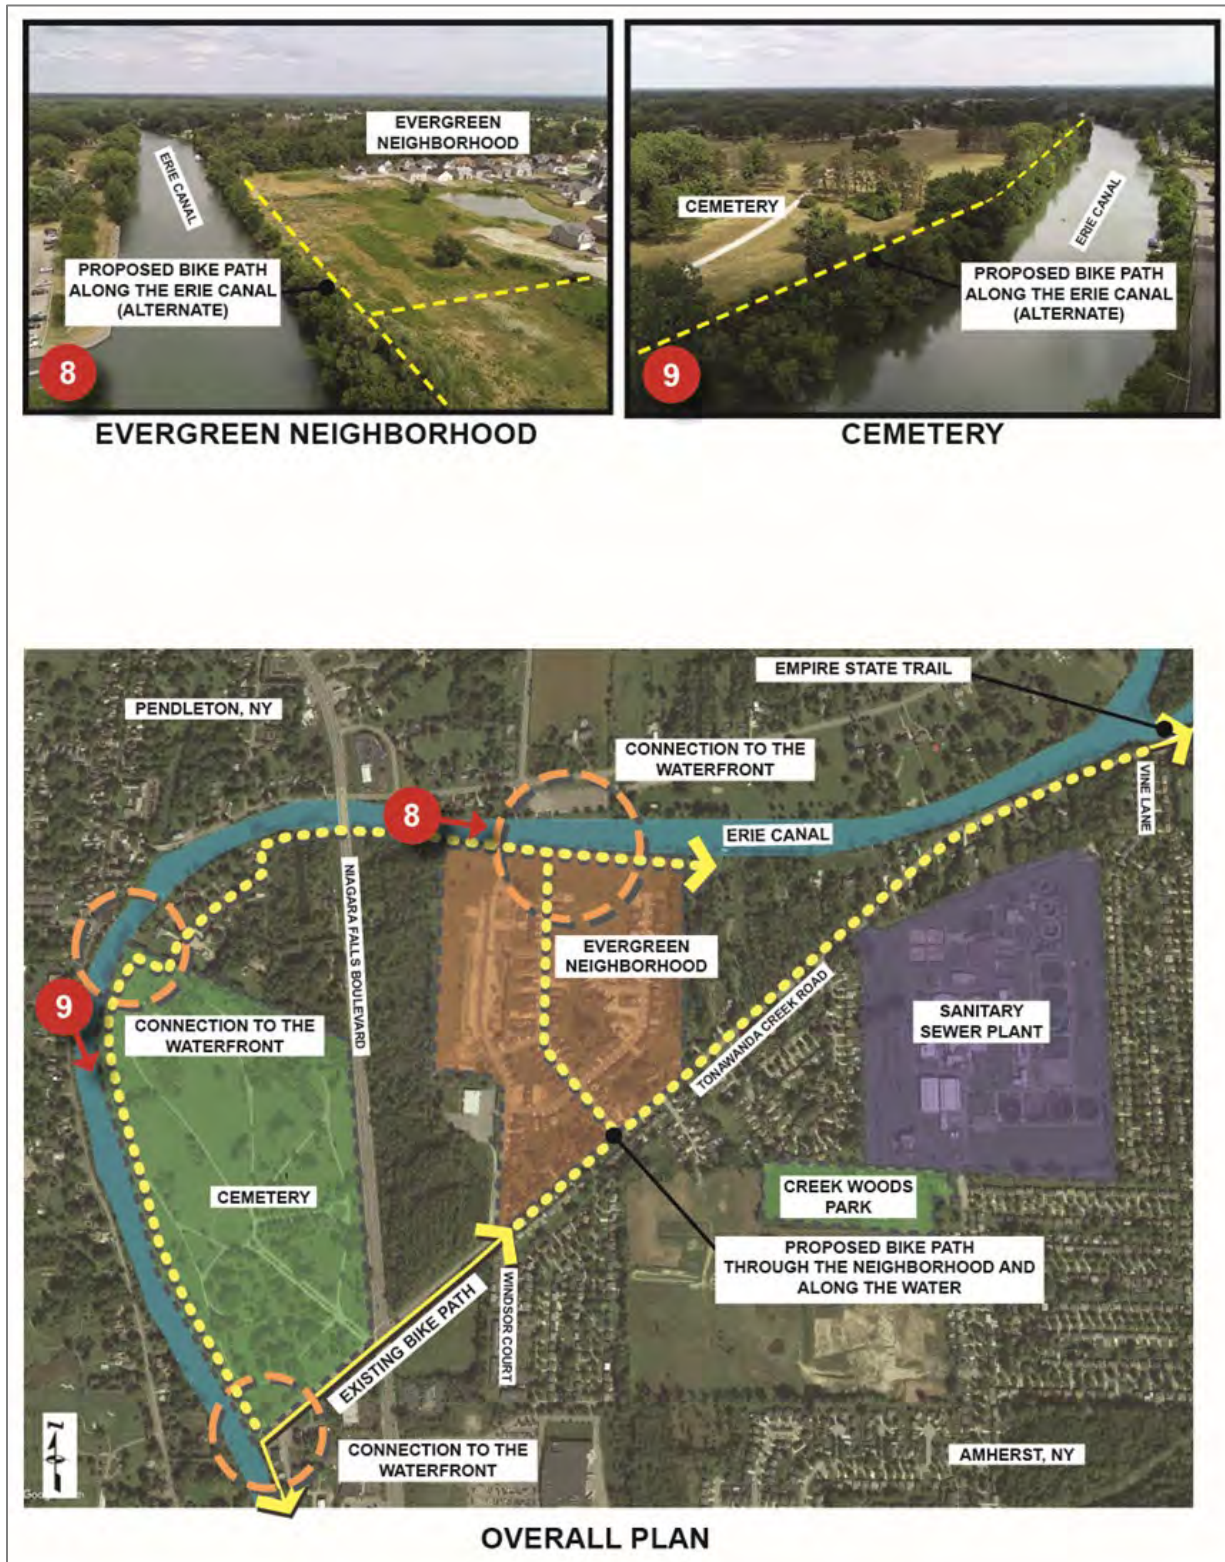 EVERGREEN
NEIGHBORHOOD
ERIE CANAL
PROPOSED BIKE PATH
ALONG THE ERIE CANAL
(ALTERNATE)
8
CEMETERY
ERIE CANAL
PROPOSED BIKE PATH
ALONG THE ERIE CANAL
(ALTERNATE)
9
EVERGREEN NEIGHBORHOOD
CEMETERY
EMPIRE STATE TRAIL
PENDLETON, NY
CONNECTION TO THE
WATERFRONT
VINE LANE
8
ERIE CANAL
NIAGARA FALLS BOULEVARD
EVERGREEN
NEIGHBORHOOD
9
CONNECTION TO THE
WATERFRONT
SANITARY
SEWER PLANT
TONAWANDA CREEK ROAD
CEMETERY
CREEK WOODS
PARK
PROPOSED BIKE PATH
THROUGH THE NEIGHBORHOOD AND
ALONG THE WATER
WINDSOR COURT
EXISTING BIKE PATH
CONNECTION TO THE
WATERFRONT
AMHERST, NY
OVERALL PLAN